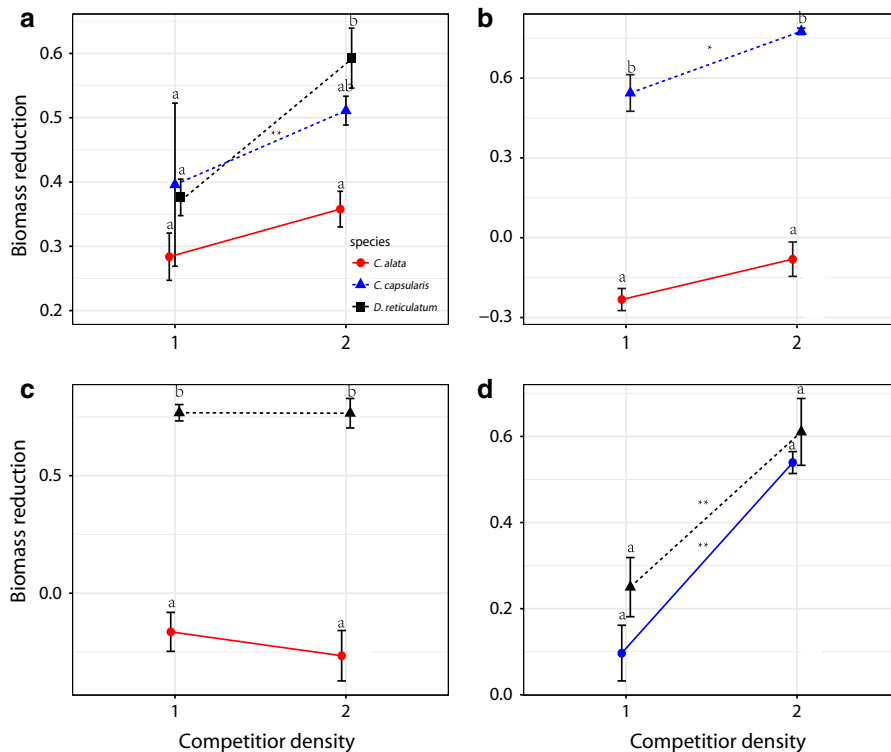 a
Biomass reduction
0.6
0.5
0.4
0.3
0.2
a
a
a
b
ab
a
**
species
C. alata
C. capsularis
D. reticulatum
1
2
b
0.6
0.3
0.0
−0.3
b
b
*
a
a
1
2
c
Biomass reduction
0.5
0.0
b
b
a
a
1
2
Competitior density
d
0.6
0.4
0.2
0.0
a
a
**
**
a
a
1
2
Competitior density